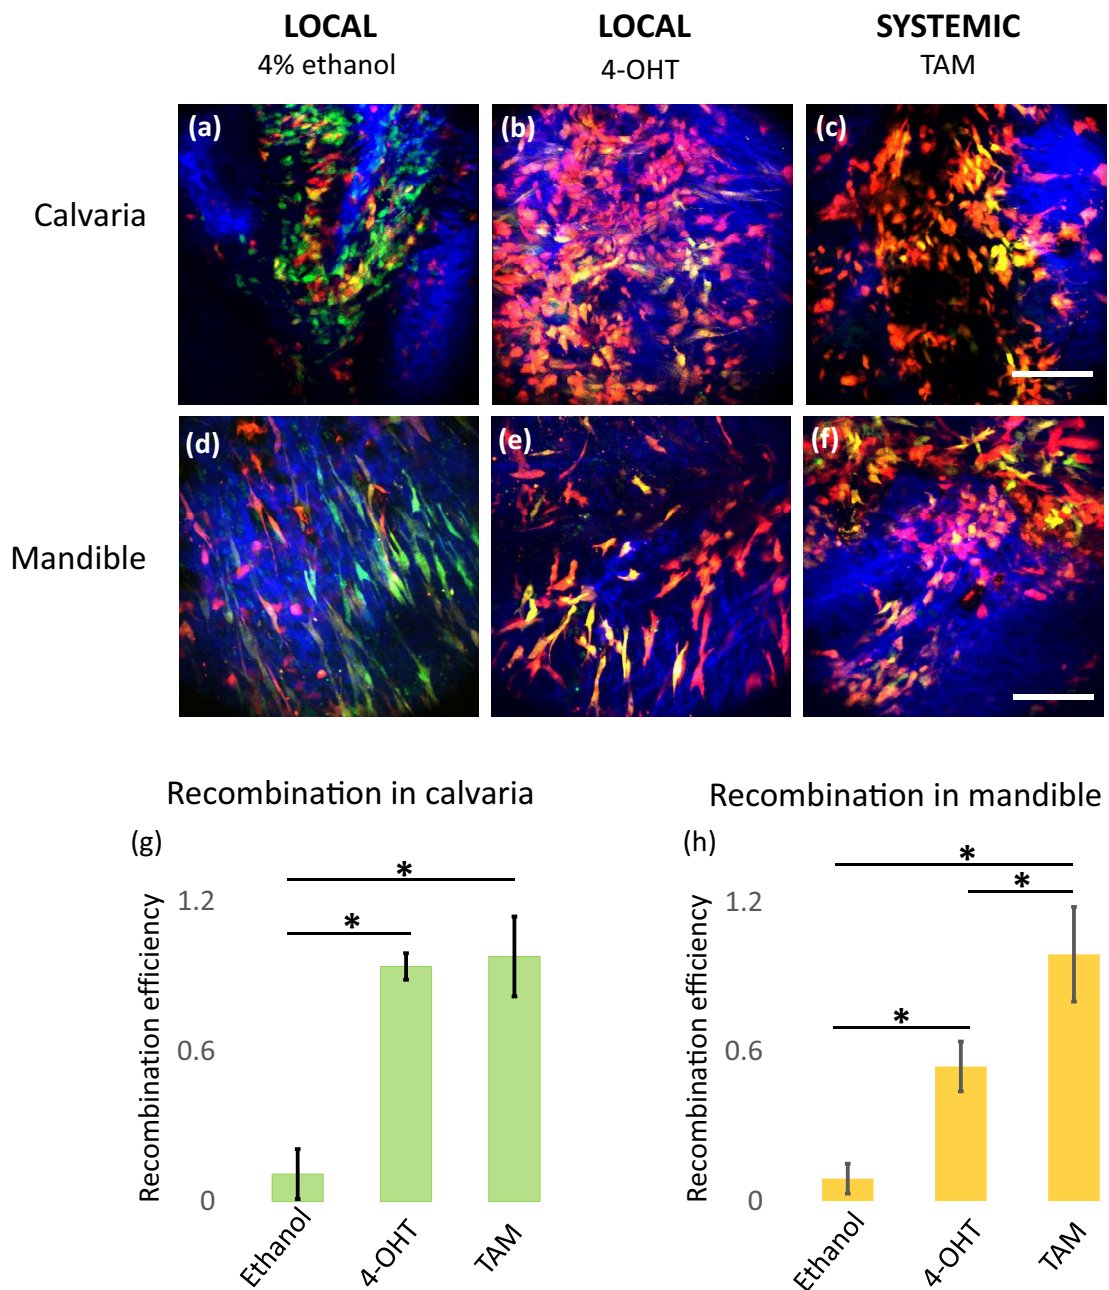 LOCAL
4% ethanol
LOCAL
4-OHT
SYSTEMIC
TAM
Calvaria
(a)
(b)
(c)
Mandible
(d)
(e)
(f)
Recombination in calvaria
(g)
Recombination efficiency
1.2
0.6
0
*
*
Ethanol
4-OHT
TAM
Recombination in mandible
(h)
Recombination efficiency
1.2
0.6
0
*
*
*
Ethanol
4-OHT
TAM